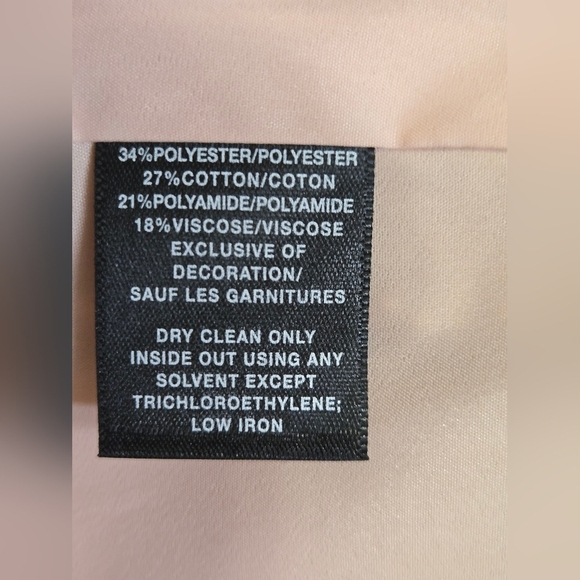 34%POLYESTER/POLYESTER
27%COTTON/COTON
21%POLYAMIDE/POLYAMIDE
18%VISCOSE/VISCOSE
EXCLUSIVE OF
DECORATION/
SAUF LES GARNITURES
DRY CLEAN ONLY
INSIDE OUT USING ANY
SOLVENT EXCEPT
TRICHLOROETHYLENE;
LOW IRON